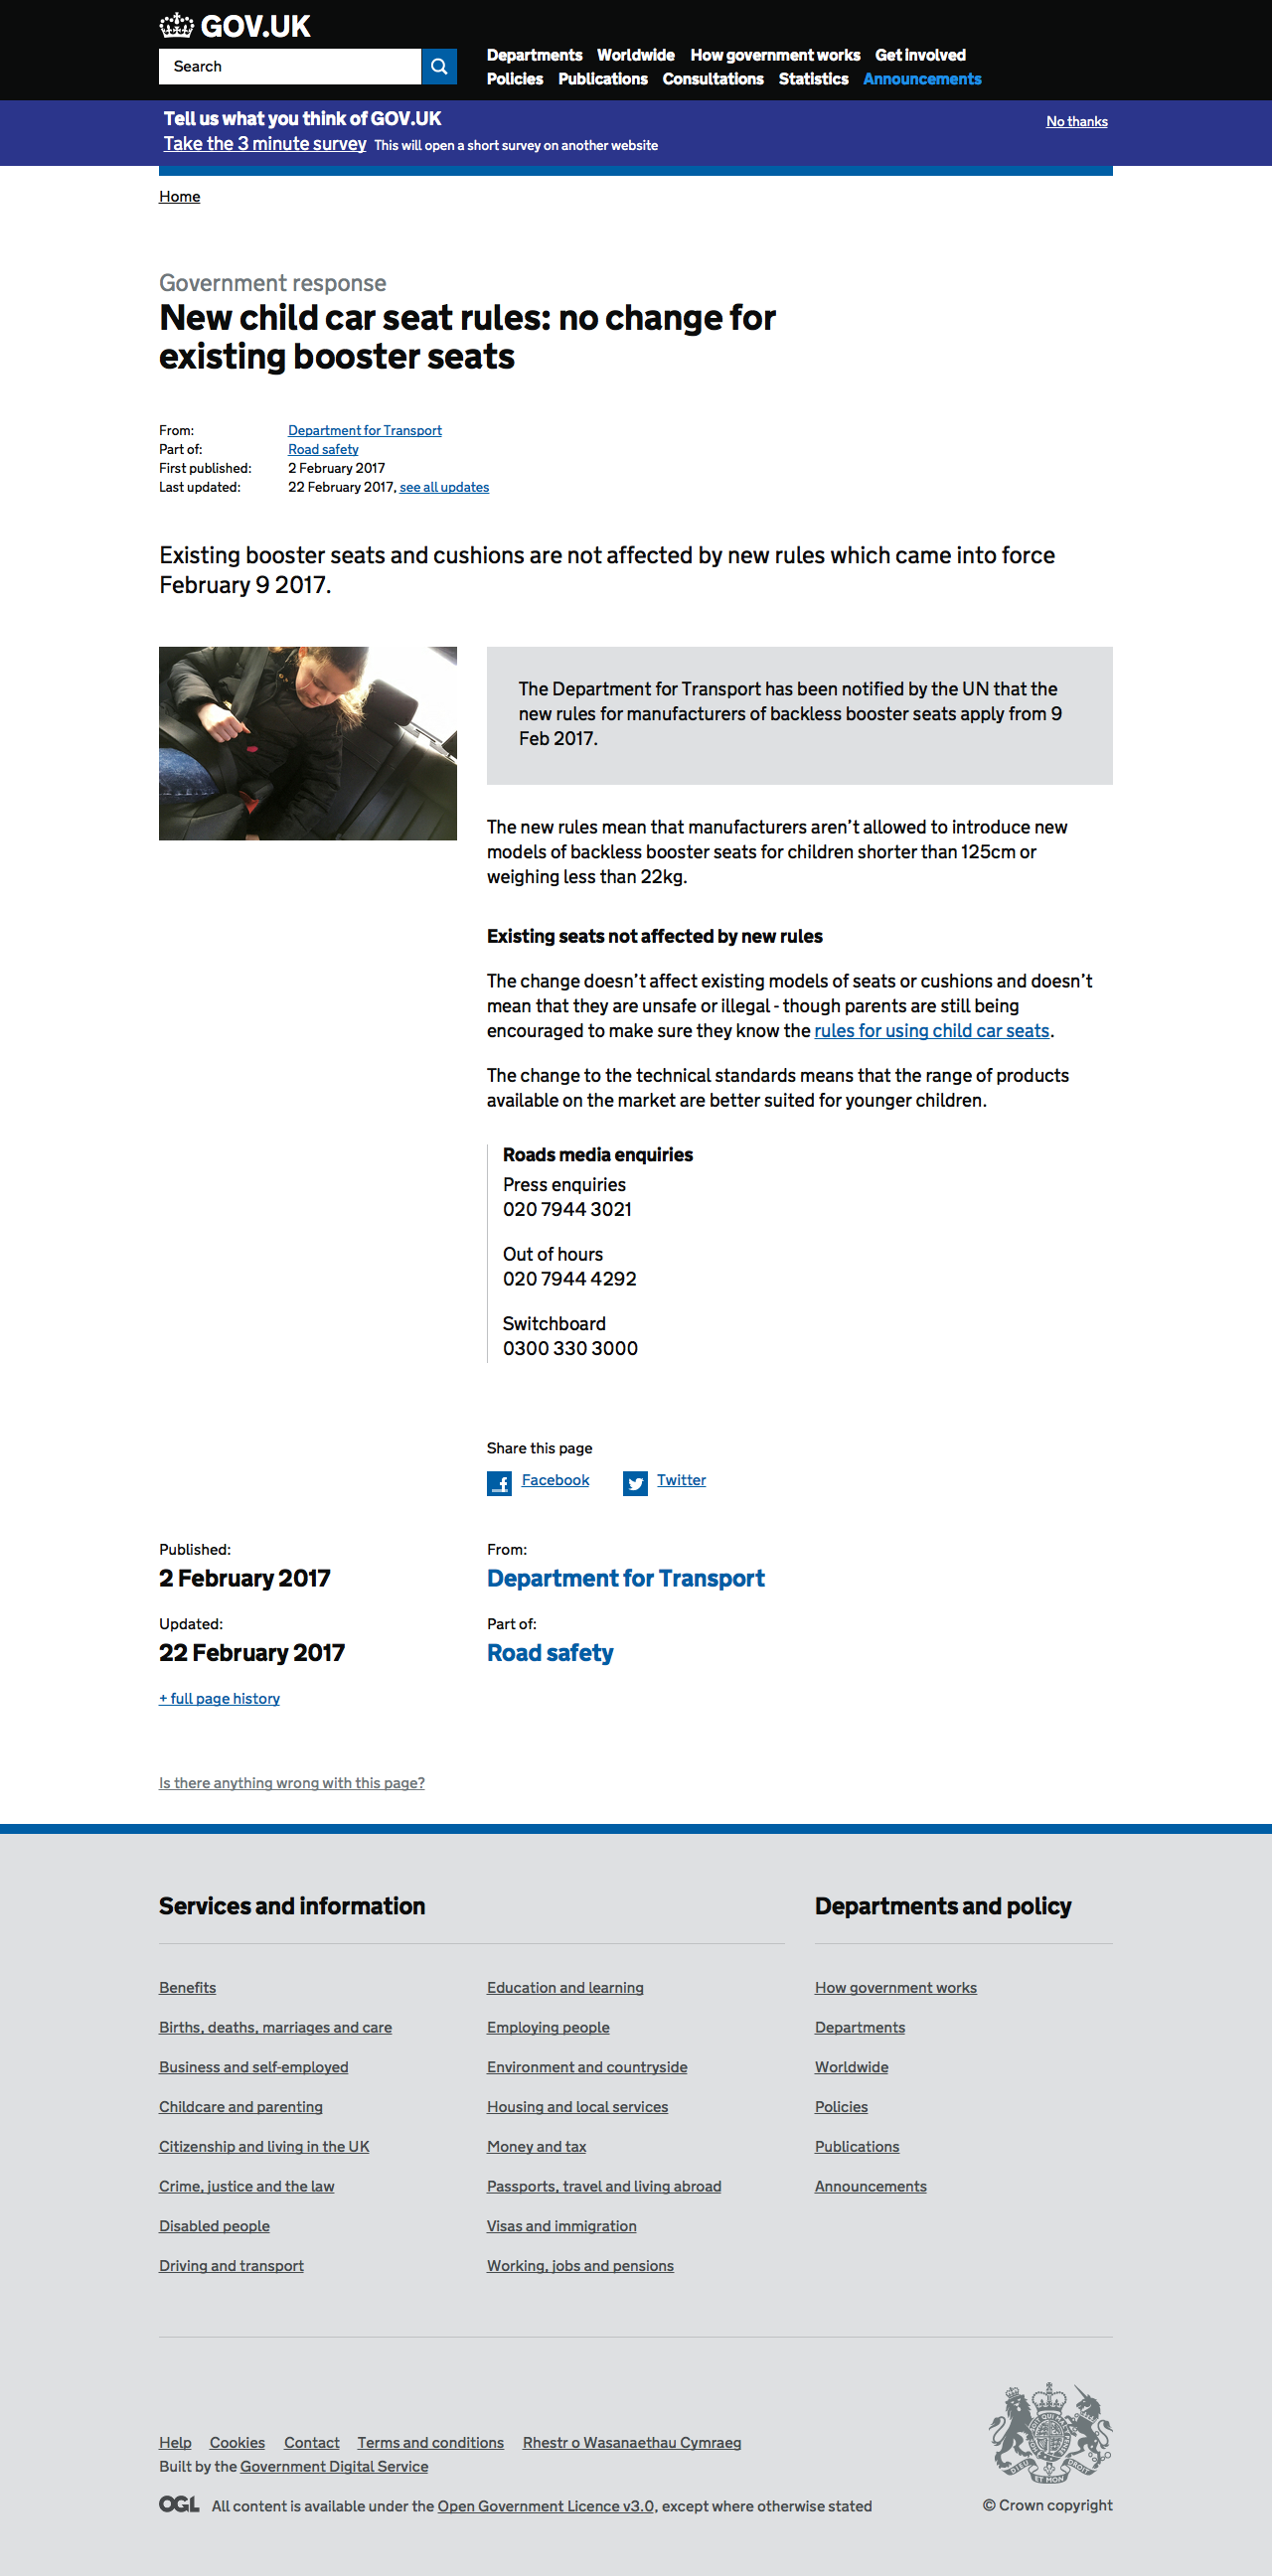 GOV.UK
Search
Departments Worldwide How government works Get involved
Policies Publications Consultations Statistics Announcements
Tell us what you think of GOV.UK
Take the 3 minute survey This will open a short survey on another website
No thanks
Home
Government response
New child car seat rules: no change for
existing booster seats
From: Department for Transport
Part of: Road safety
First published: 2 February 2017
Last updated: 22 February 2017, see all updates
Existing booster seats and cushions are not affected by new rules which came into force
February 9 2017.
The Department for Transport has been notified by the UN that the
new rules for manufacturers of backless booster seats apply from 9
Feb 2017.
The new rules mean that manufacturers aren’t allowed to introduce new
models of backless booster seats for children shorter than 125cm or
weighing less than 22kg.
Existing seats not affected by new rules
The change doesn’t affect existing models of seats or cushions and doesn’t
mean that they are unsafe or illegal - though parents are still being
encouraged to make sure they know the rules for using child car seats.
The change to the technical standards means that the range of products
available on the market are better suited for younger children.
Roads media enquiries
Press enquiries
020 7944 3021
Out of hours
020 7944 4292
Switchboard
0300 330 3000
Share this page
Facebook Twitter
Published:
2 February 2017
Updated:
22 February 2017
+ full page history
From:
Department for Transport
Part of:
Road safety
Is there anything wrong with this page?
Services and information
Benefits
Births, deaths, marriages and care
Business and self-employed
Childcare and parenting
Citizenship and living in the UK
Crime, justice and the law
Disabled people
Driving and transport
Education and learning
Employing people
Environment and countryside
Housing and local services
Money and tax
Passports, travel and living abroad
Visas and immigration
Working, jobs and pensions
Departments and policy
How government works
Departments
Worldwide
Policies
Publications
Announcements
Help Cookies Contact Terms and conditions Rhestr o Wasanaethau Cymraeg
Built by the Government Digital Service
OGL All content is available under the Open Government Licence v3.0, except where otherwise stated
DIEU ET MON DROIT
© Crown copyright